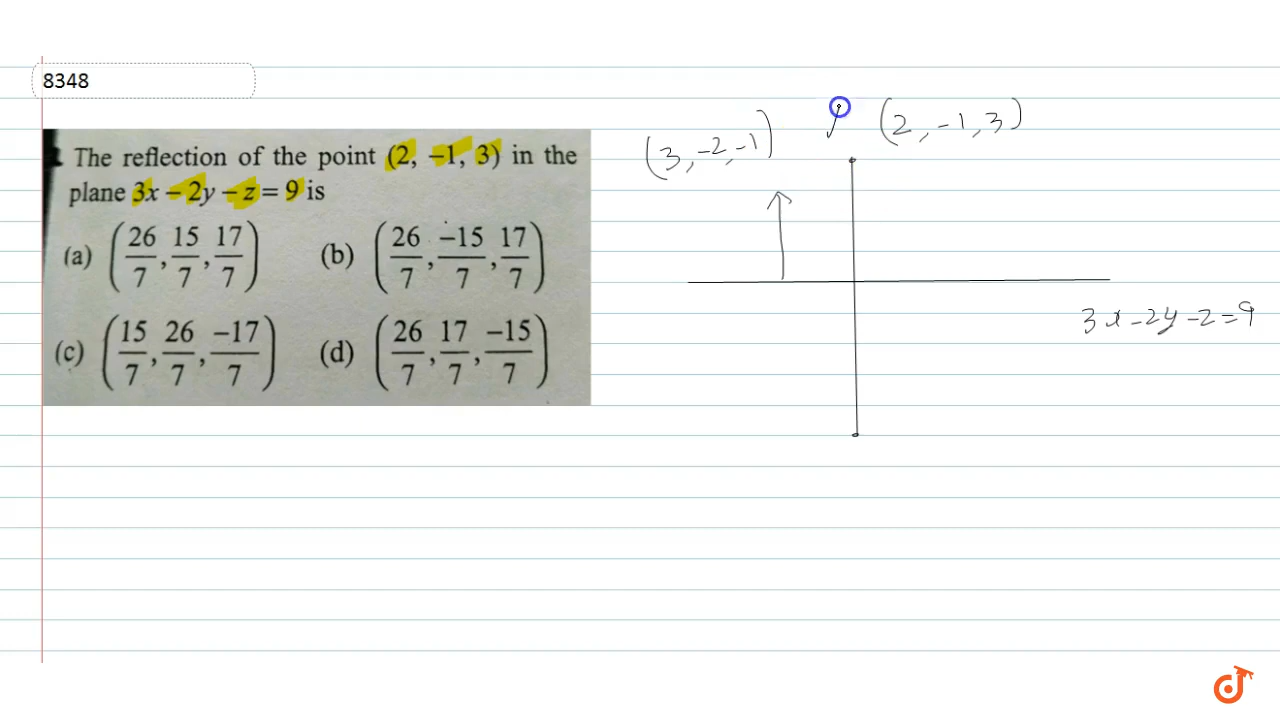 8348
The reflection of the point (2, −1, 3) in the
plane 3x − 2y − z = 9 is
(a) (26/7, 15/7, 17/7) (b) (26/7, −15/7, 17/7)
(c) (15/7, 26/7, −17/7) (d) (26/7, 17/7, −15/7)
(3, -2, -1) (2, -1, 3)
3x -2y -z = 9